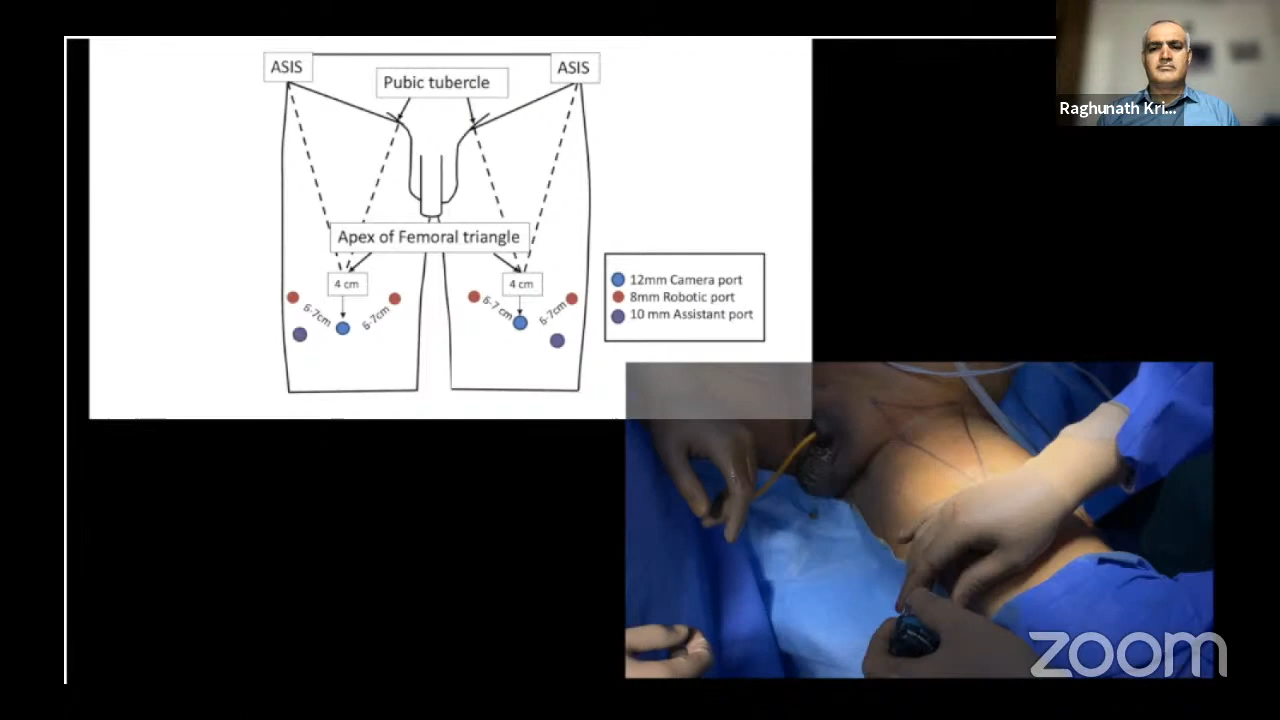 ASIS
Pubic tubercle
ASIS
Raghunath Kri...
Apex of Femoral triangle
4 cm
4 cm
6-7cm
6-7cm
6-7 cm
6-7cm
12mm Camera port
8mm Robotic port
10 mm Assistant port
zoom